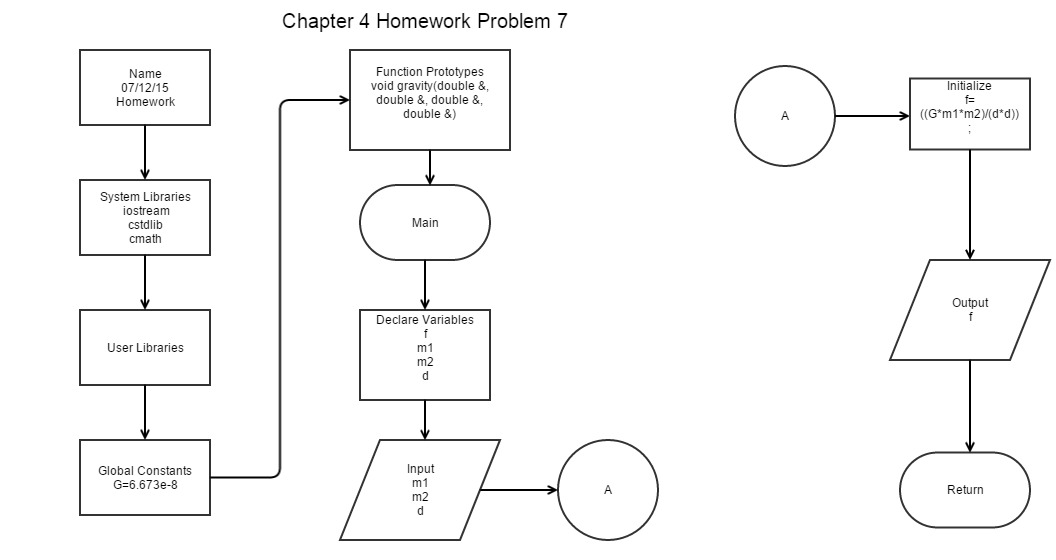 Chapter 4 Homework Problem 7
Name
07/12/15
Homework
System Libraries
iostream
cstdlib
cmath
User Libraries
Global Constants
G=6.673e-8
Function Prototypes
void gravity(double &,
double &, double &,
double &)
Main
Declare Variables
f
m1
m2
d
Input
m1
m2
d
A
A
Initialize
f=
((G*m1*m2)/(d*d))
;
Output
f
Return